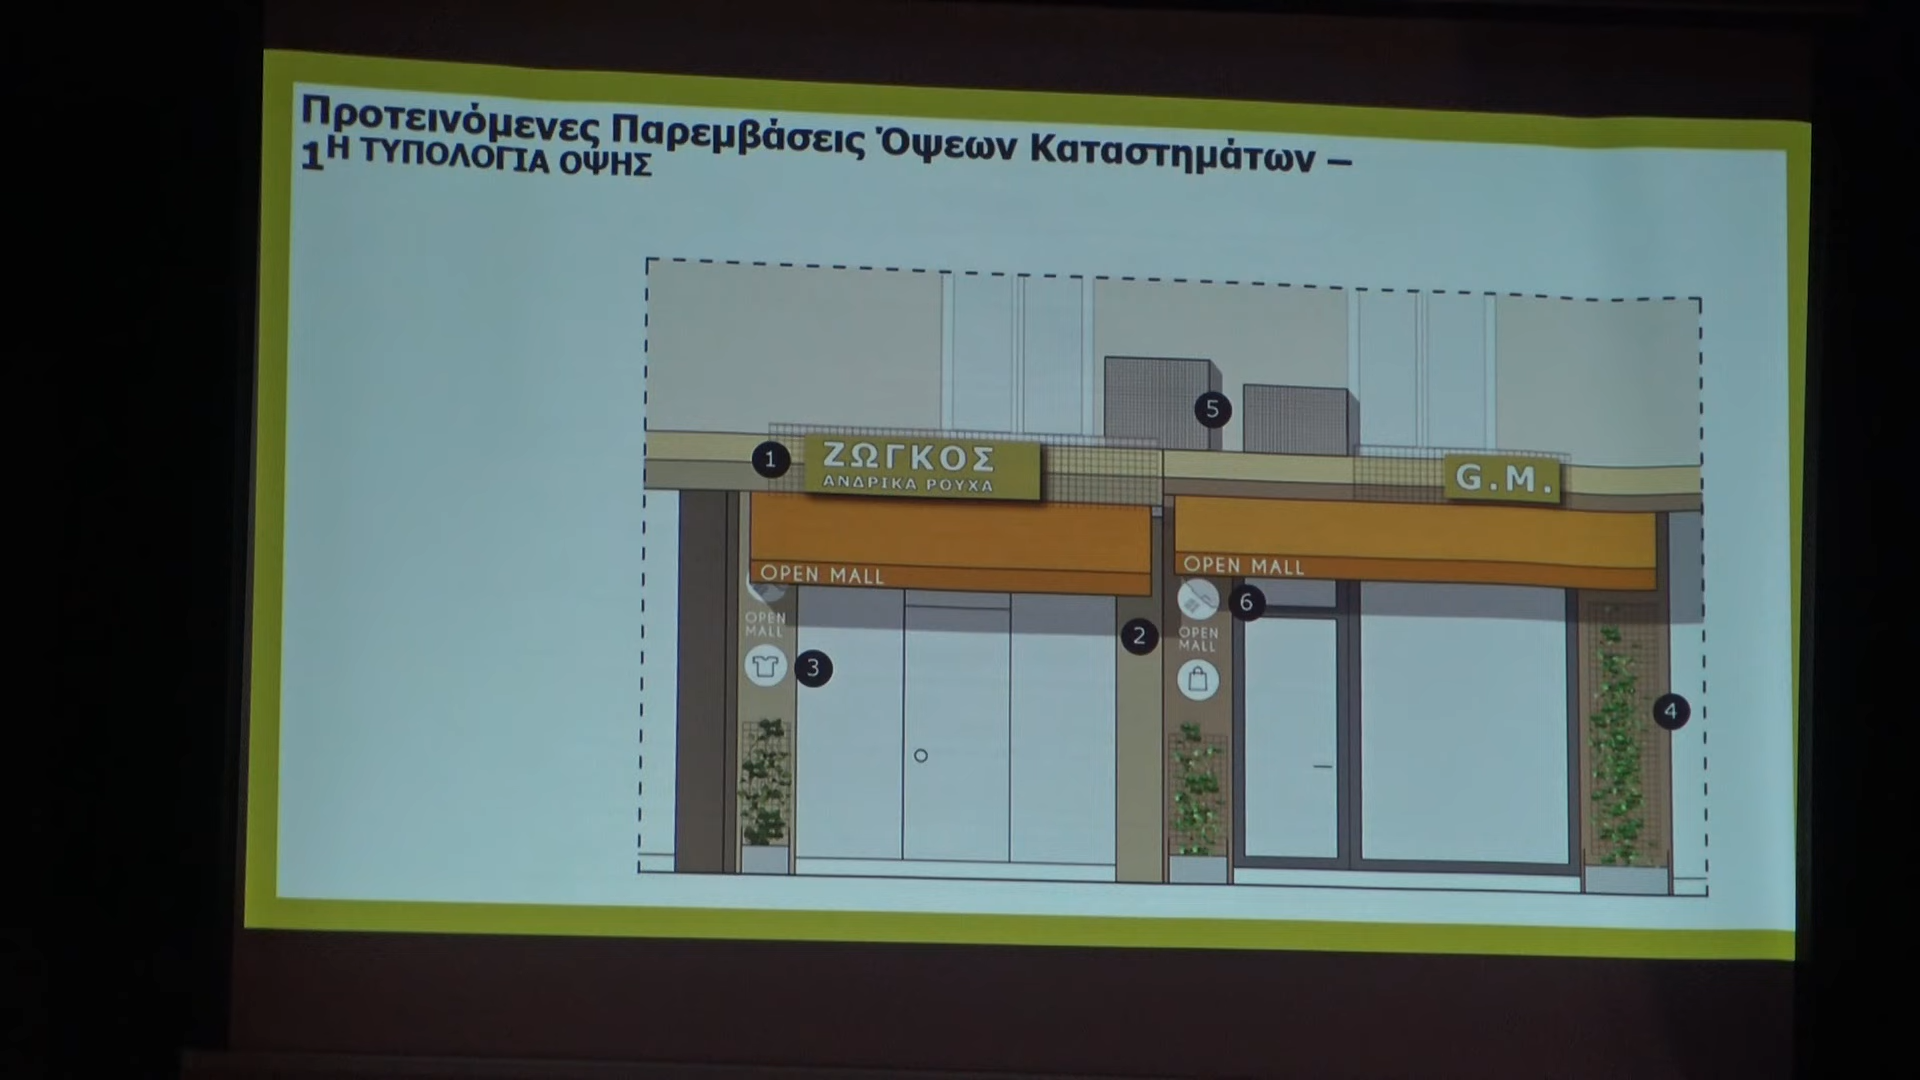 Προτεινόμενες Παρεμβάσεις Όψεων Καταστημάτων –
1Η ΤΥΠΟΛΟΓΙΑ ΟΨΗΣ
5
1
ΖΩΓΚΟΣ
ΑΝΔΡΙΚΑ ΡΟΥΧΑ
G.M.
OPEN MALL
OPEN MALL
6
OPEN
MALL
2
OPEN
MALL
3
4